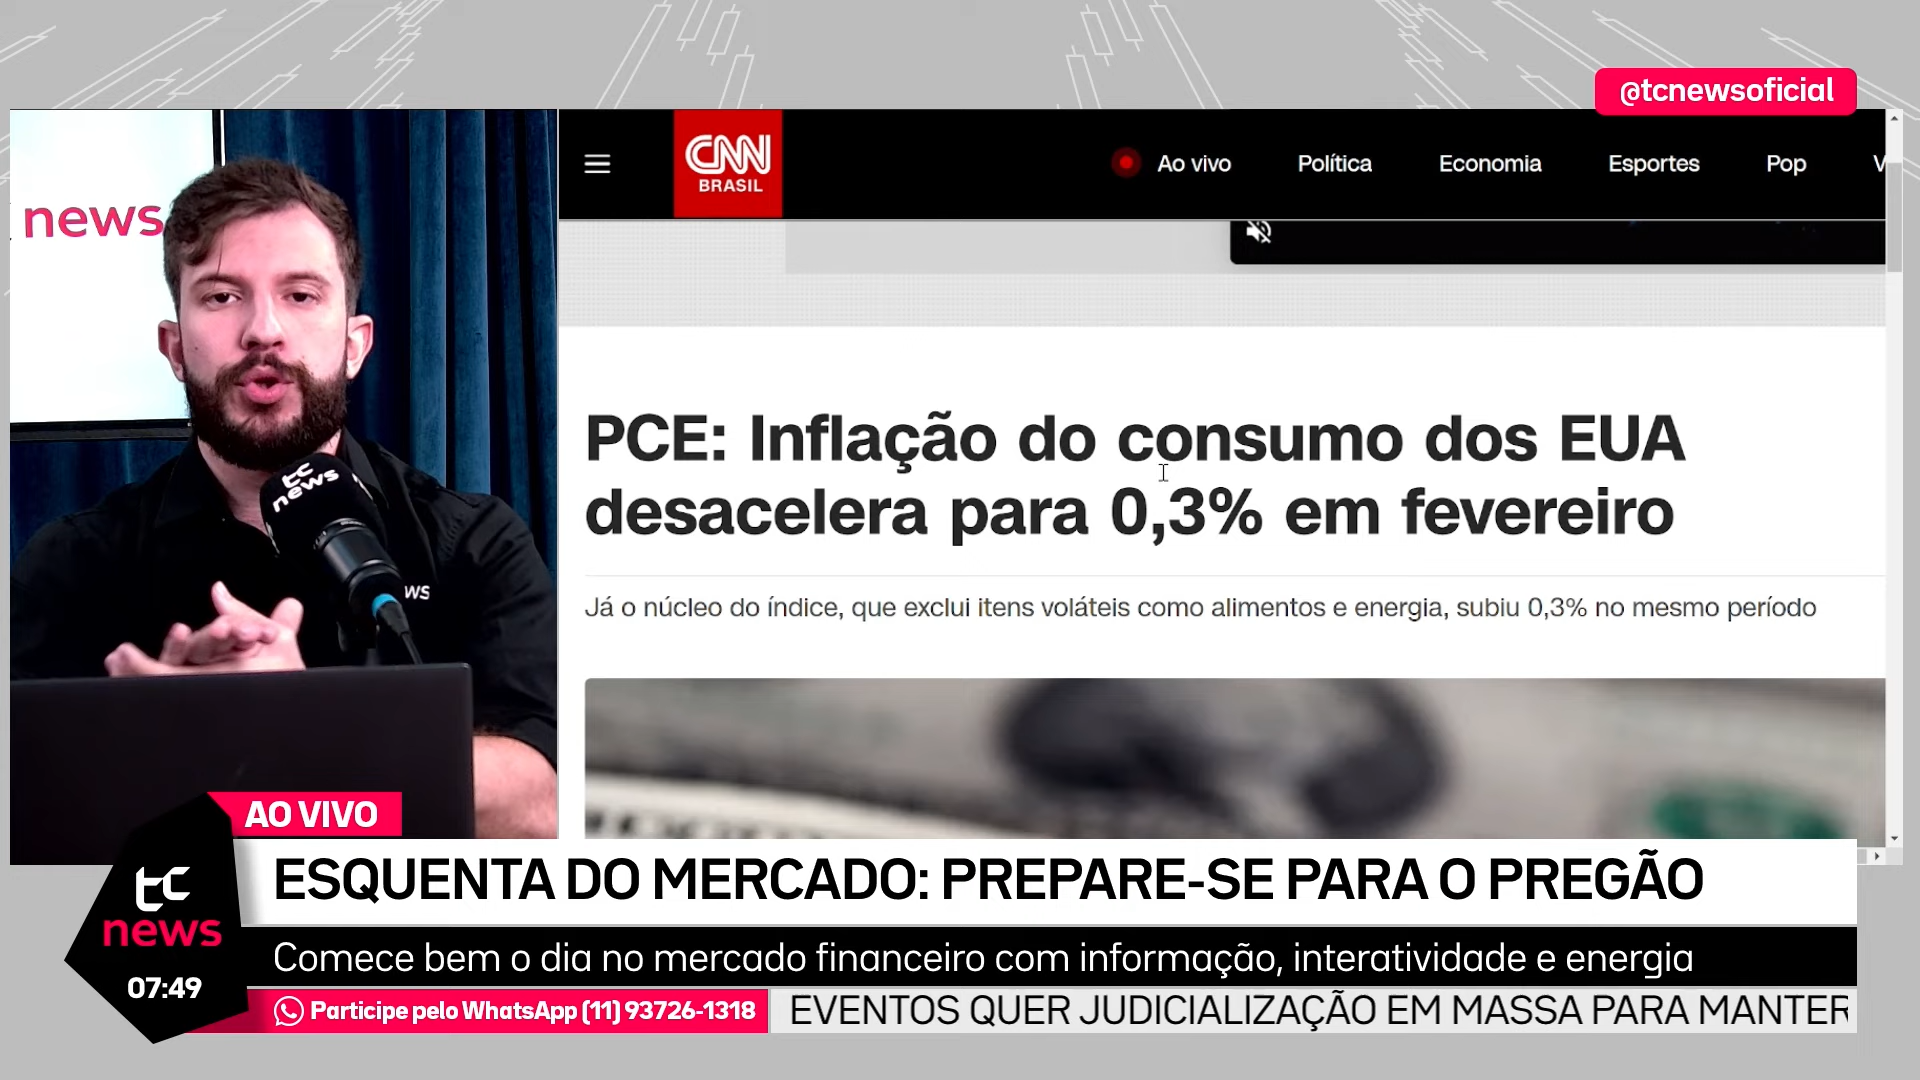 @tcnewsoficial
news
CNN
BRASIL
Ao vivo
Política
Economia
Esportes
Pop
V
PCE: Inflação do consumo dos EUA
desacelera para 0,3% em fevereiro
Já o núcleo do índice, que exclui itens voláteis como alimentos e energia, subiu 0,3% no mesmo período
tc
news
ws
AO VIVO
ESQUENTA DO MERCADO: PREPARE-SE PARA O PREGÃO
tc
news
Comece bem o dia no mercado financeiro com informação, interatividade e energia
07:49
Participe pelo WhatsApp (11) 93726-1318
EVENTOS QUER JUDICIALIZAÇÃO EM MASSA PARA MANTER